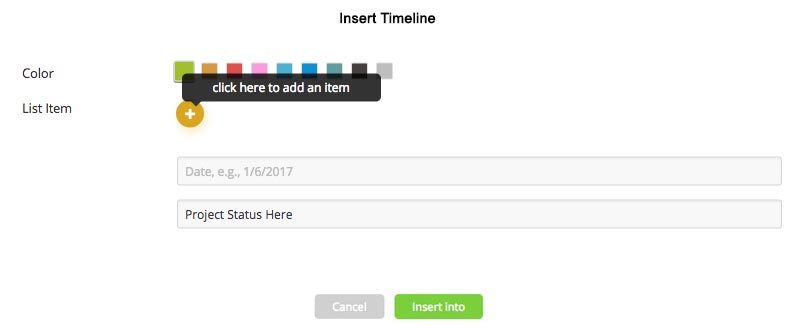 Insert Timeline
Color
click here to add an item
List Item
+
Date, e.g., 1/6/2017
Project Status Here
Cancel
Insert Into